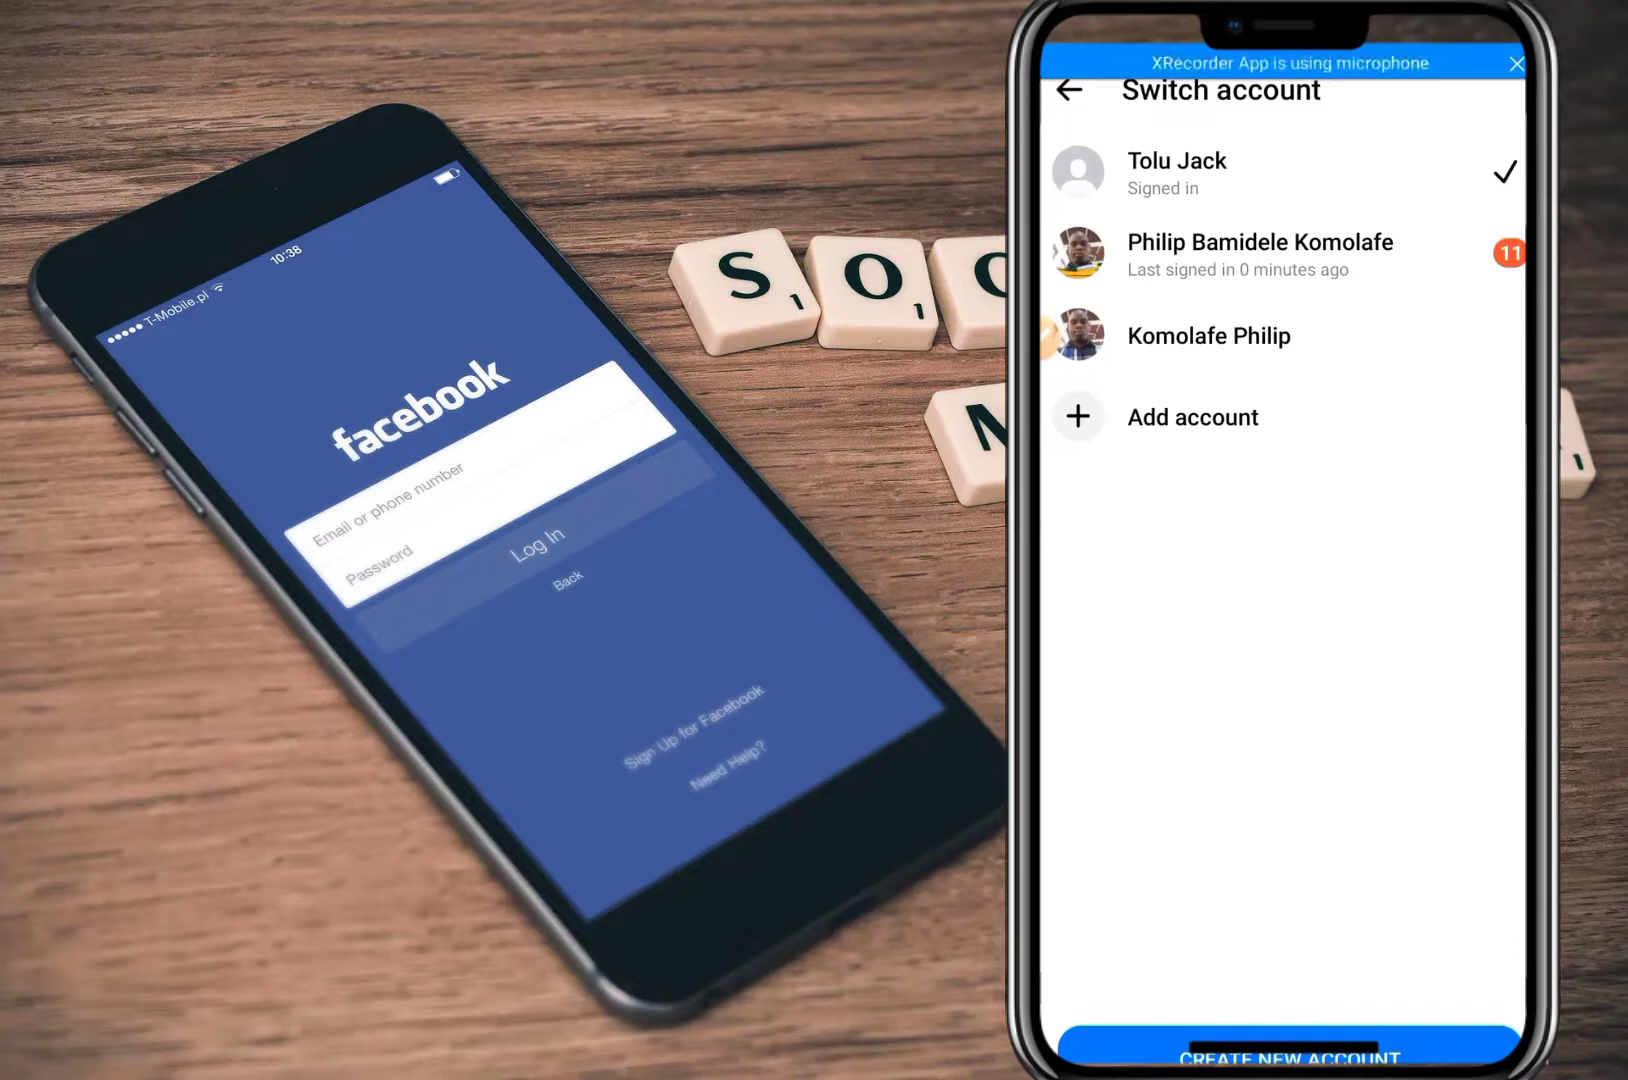 10:38
T-Mobile.pl
facebook
Email or phone number
Password
Log In
Back
Sign Up for Facebook
Need Help?
S1 O1
XRecorder App is using microphone
Switch account
Tolu Jack
Signed in
Philip Bamidele Komolafe
11
Last signed in 0 minutes ago
Komolafe Philip
Add account
CREATE NEW ACCOUNT